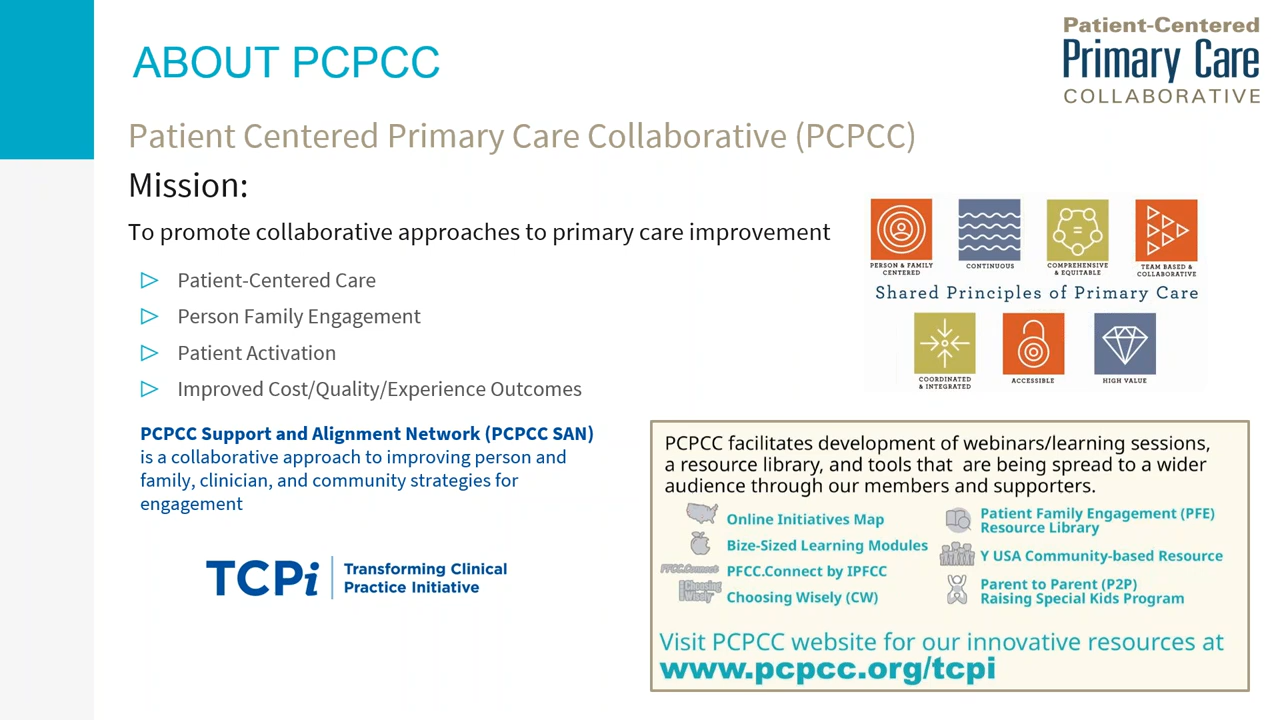 ABOUT PCPCC
Patient-Centered
Primary Care
COLLABORATIVE
Patient Centered Primary Care Collaborative (PCPCC)
Mission:
To promote collaborative approaches to primary care improvement
Patient-Centered Care
Person Family Engagement
Patient Activation
Improved Cost/Quality/Experience Outcomes
PCPCC Support and Alignment Network (PCPCC SAN)
is a collaborative approach to improving person and
family, clinician, and community strategies for
engagement
TCPi
Transforming Clinical
Practice Initiative
PERSON & FAMILY
CENTERED
CONTINUOUS
COMPREHENSIVE
& EQUITABLE
TEAM BASED &
COLLABORATIVE
Shared Principles of Primary Care
COORDINATED
& INTEGRATED
ACCESSIBLE
HIGH VALUE
PCPCC facilitates development of webinars/learning sessions,
a resource library, and tools that are being spread to a wider
audience through our members and supporters.
Online Initiatives Map
Bize-Sized Learning Modules
PFCC.Connect
PFCC.Connect by IPFCC
Choosing
Wisely
Choosing Wisely (CW)
Patient Family Engagement (PFE)
Resource Library
Y USA Community-based Resource
Parent to Parent (P2P)
Raising Special Kids Program
Visit PCPCC website for our innovative resources at
www.pcpcc.org/tcpi